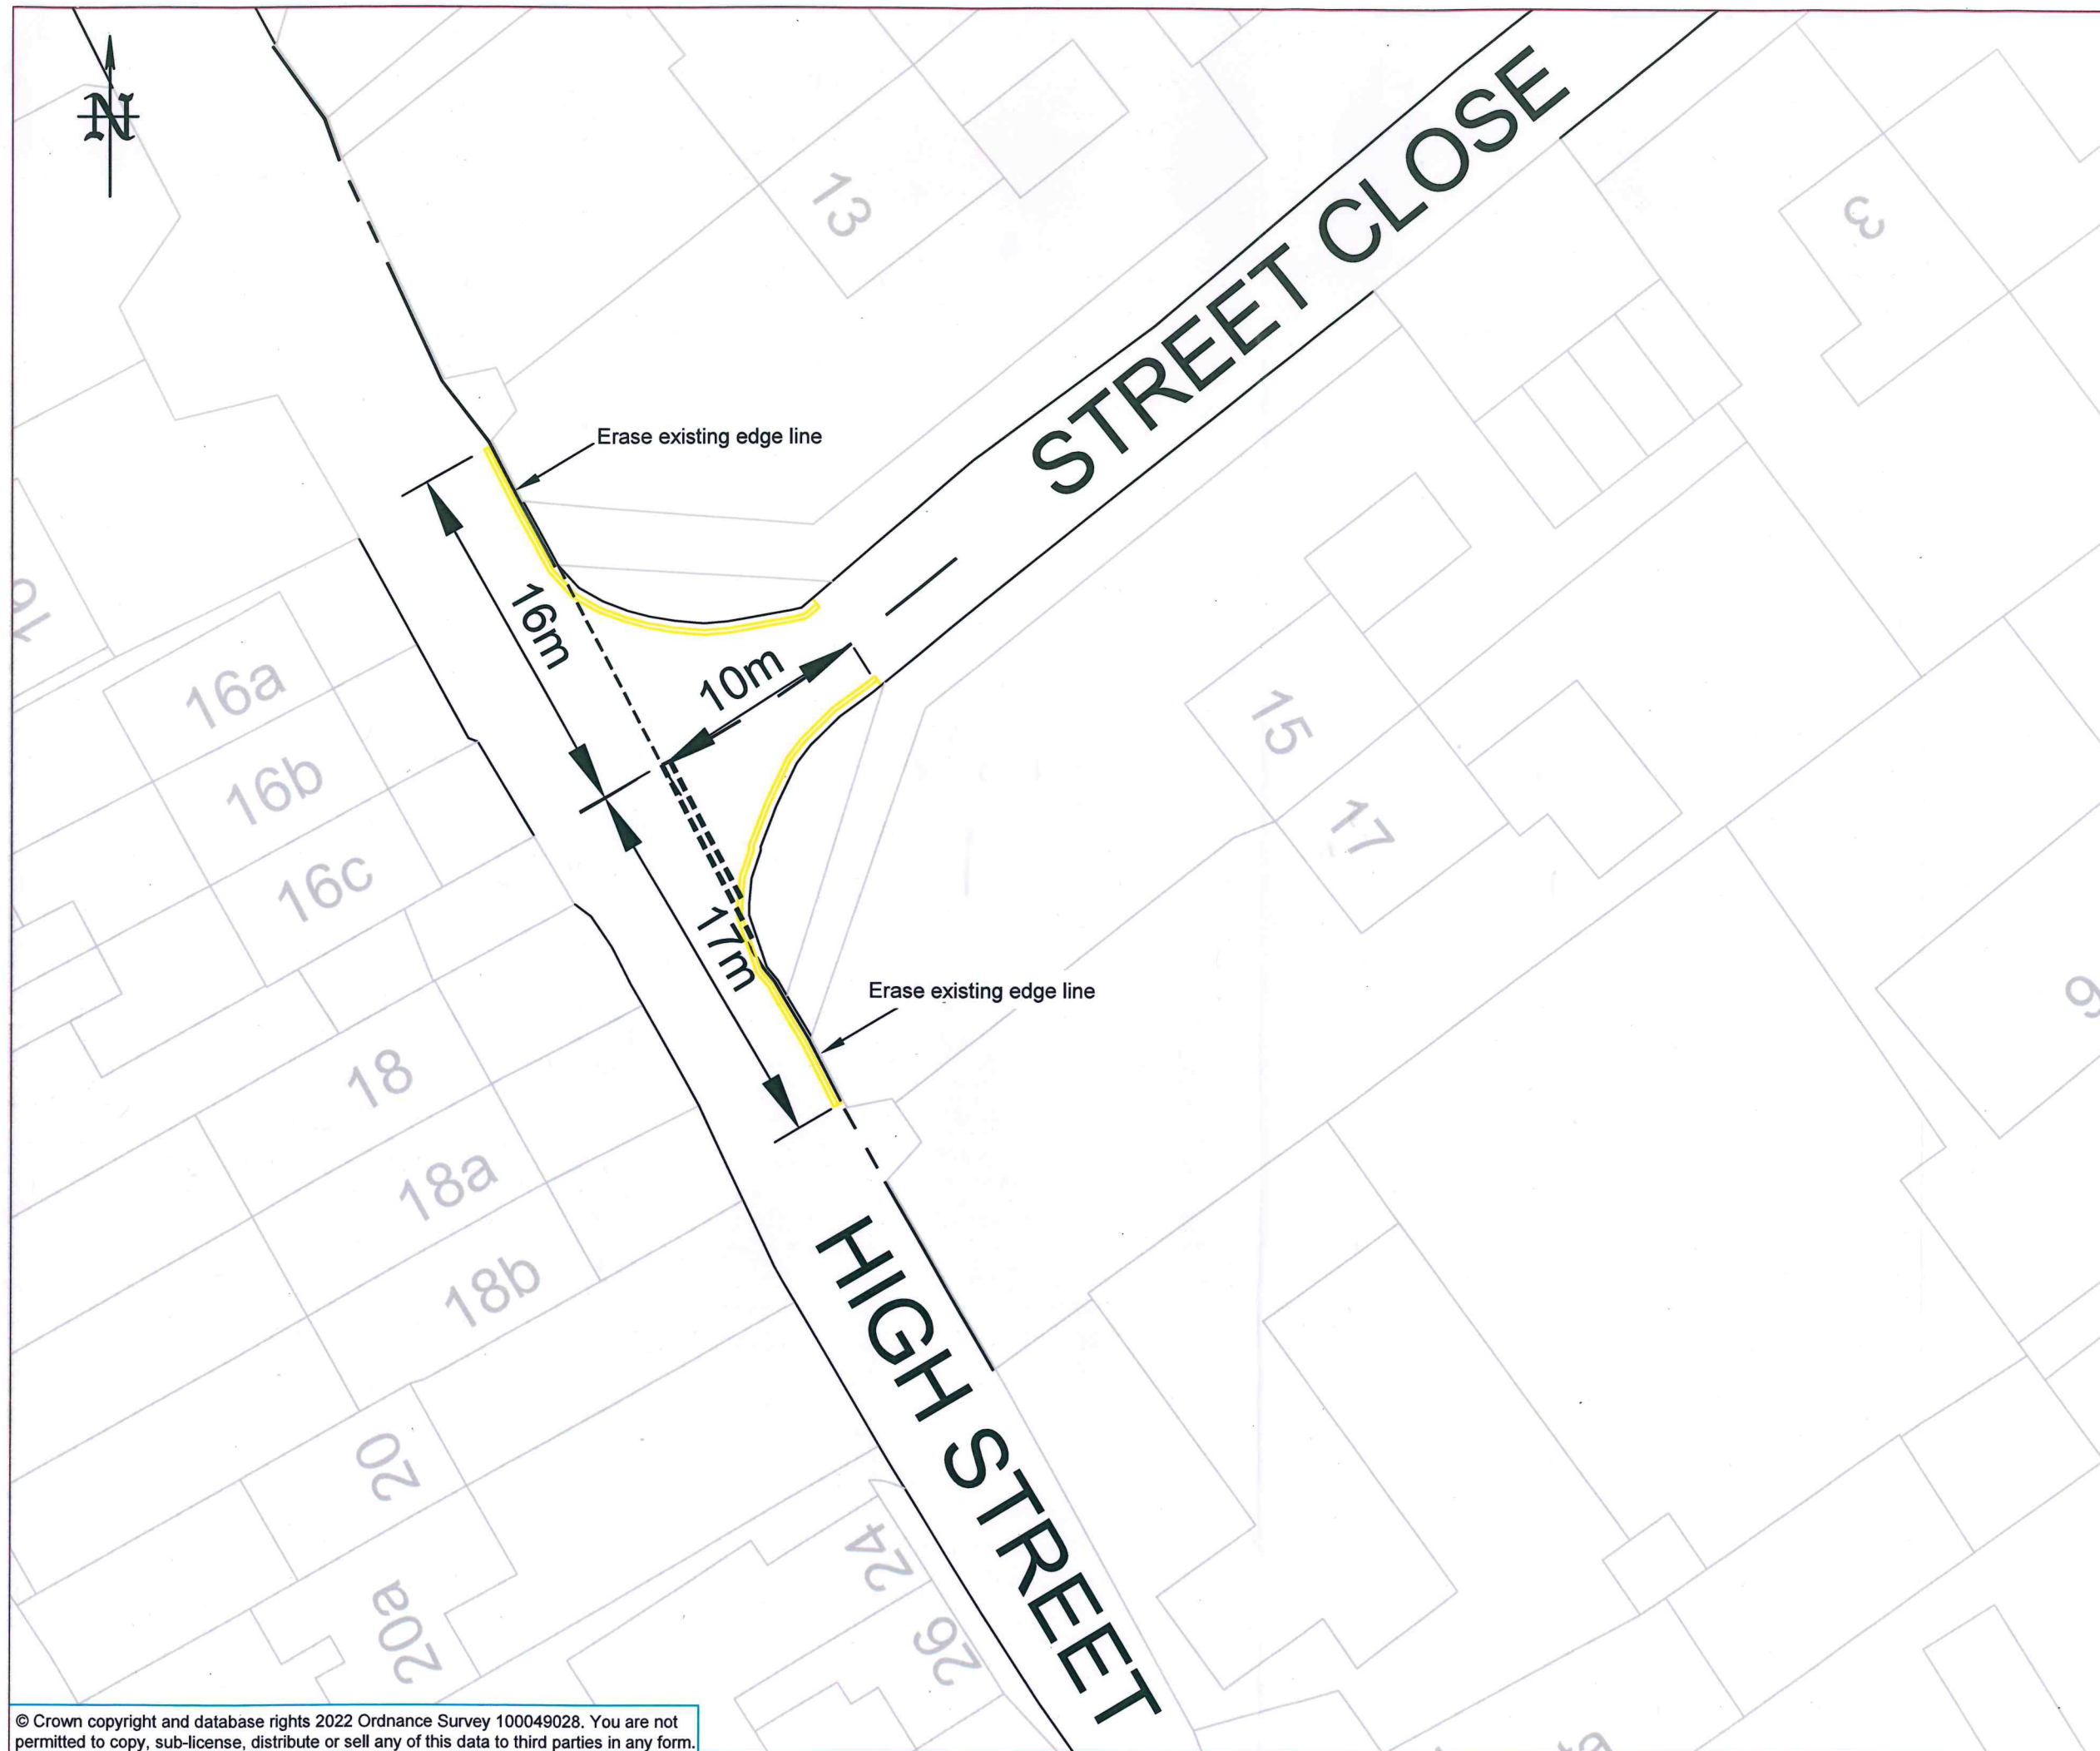 N
13
STREET CLOSE
3
Erase existing edge line
16m
10m
16a
16b
16c
15
17
17m
Erase existing edge line
18
18a
18b
HIGH STREET
20
24
20a
26
© Crown copyright and database rights 2022 Ordnance Survey 100049028. You are not
permitted to copy, sub-license, distribute or sell any of this data to third parties in any form.